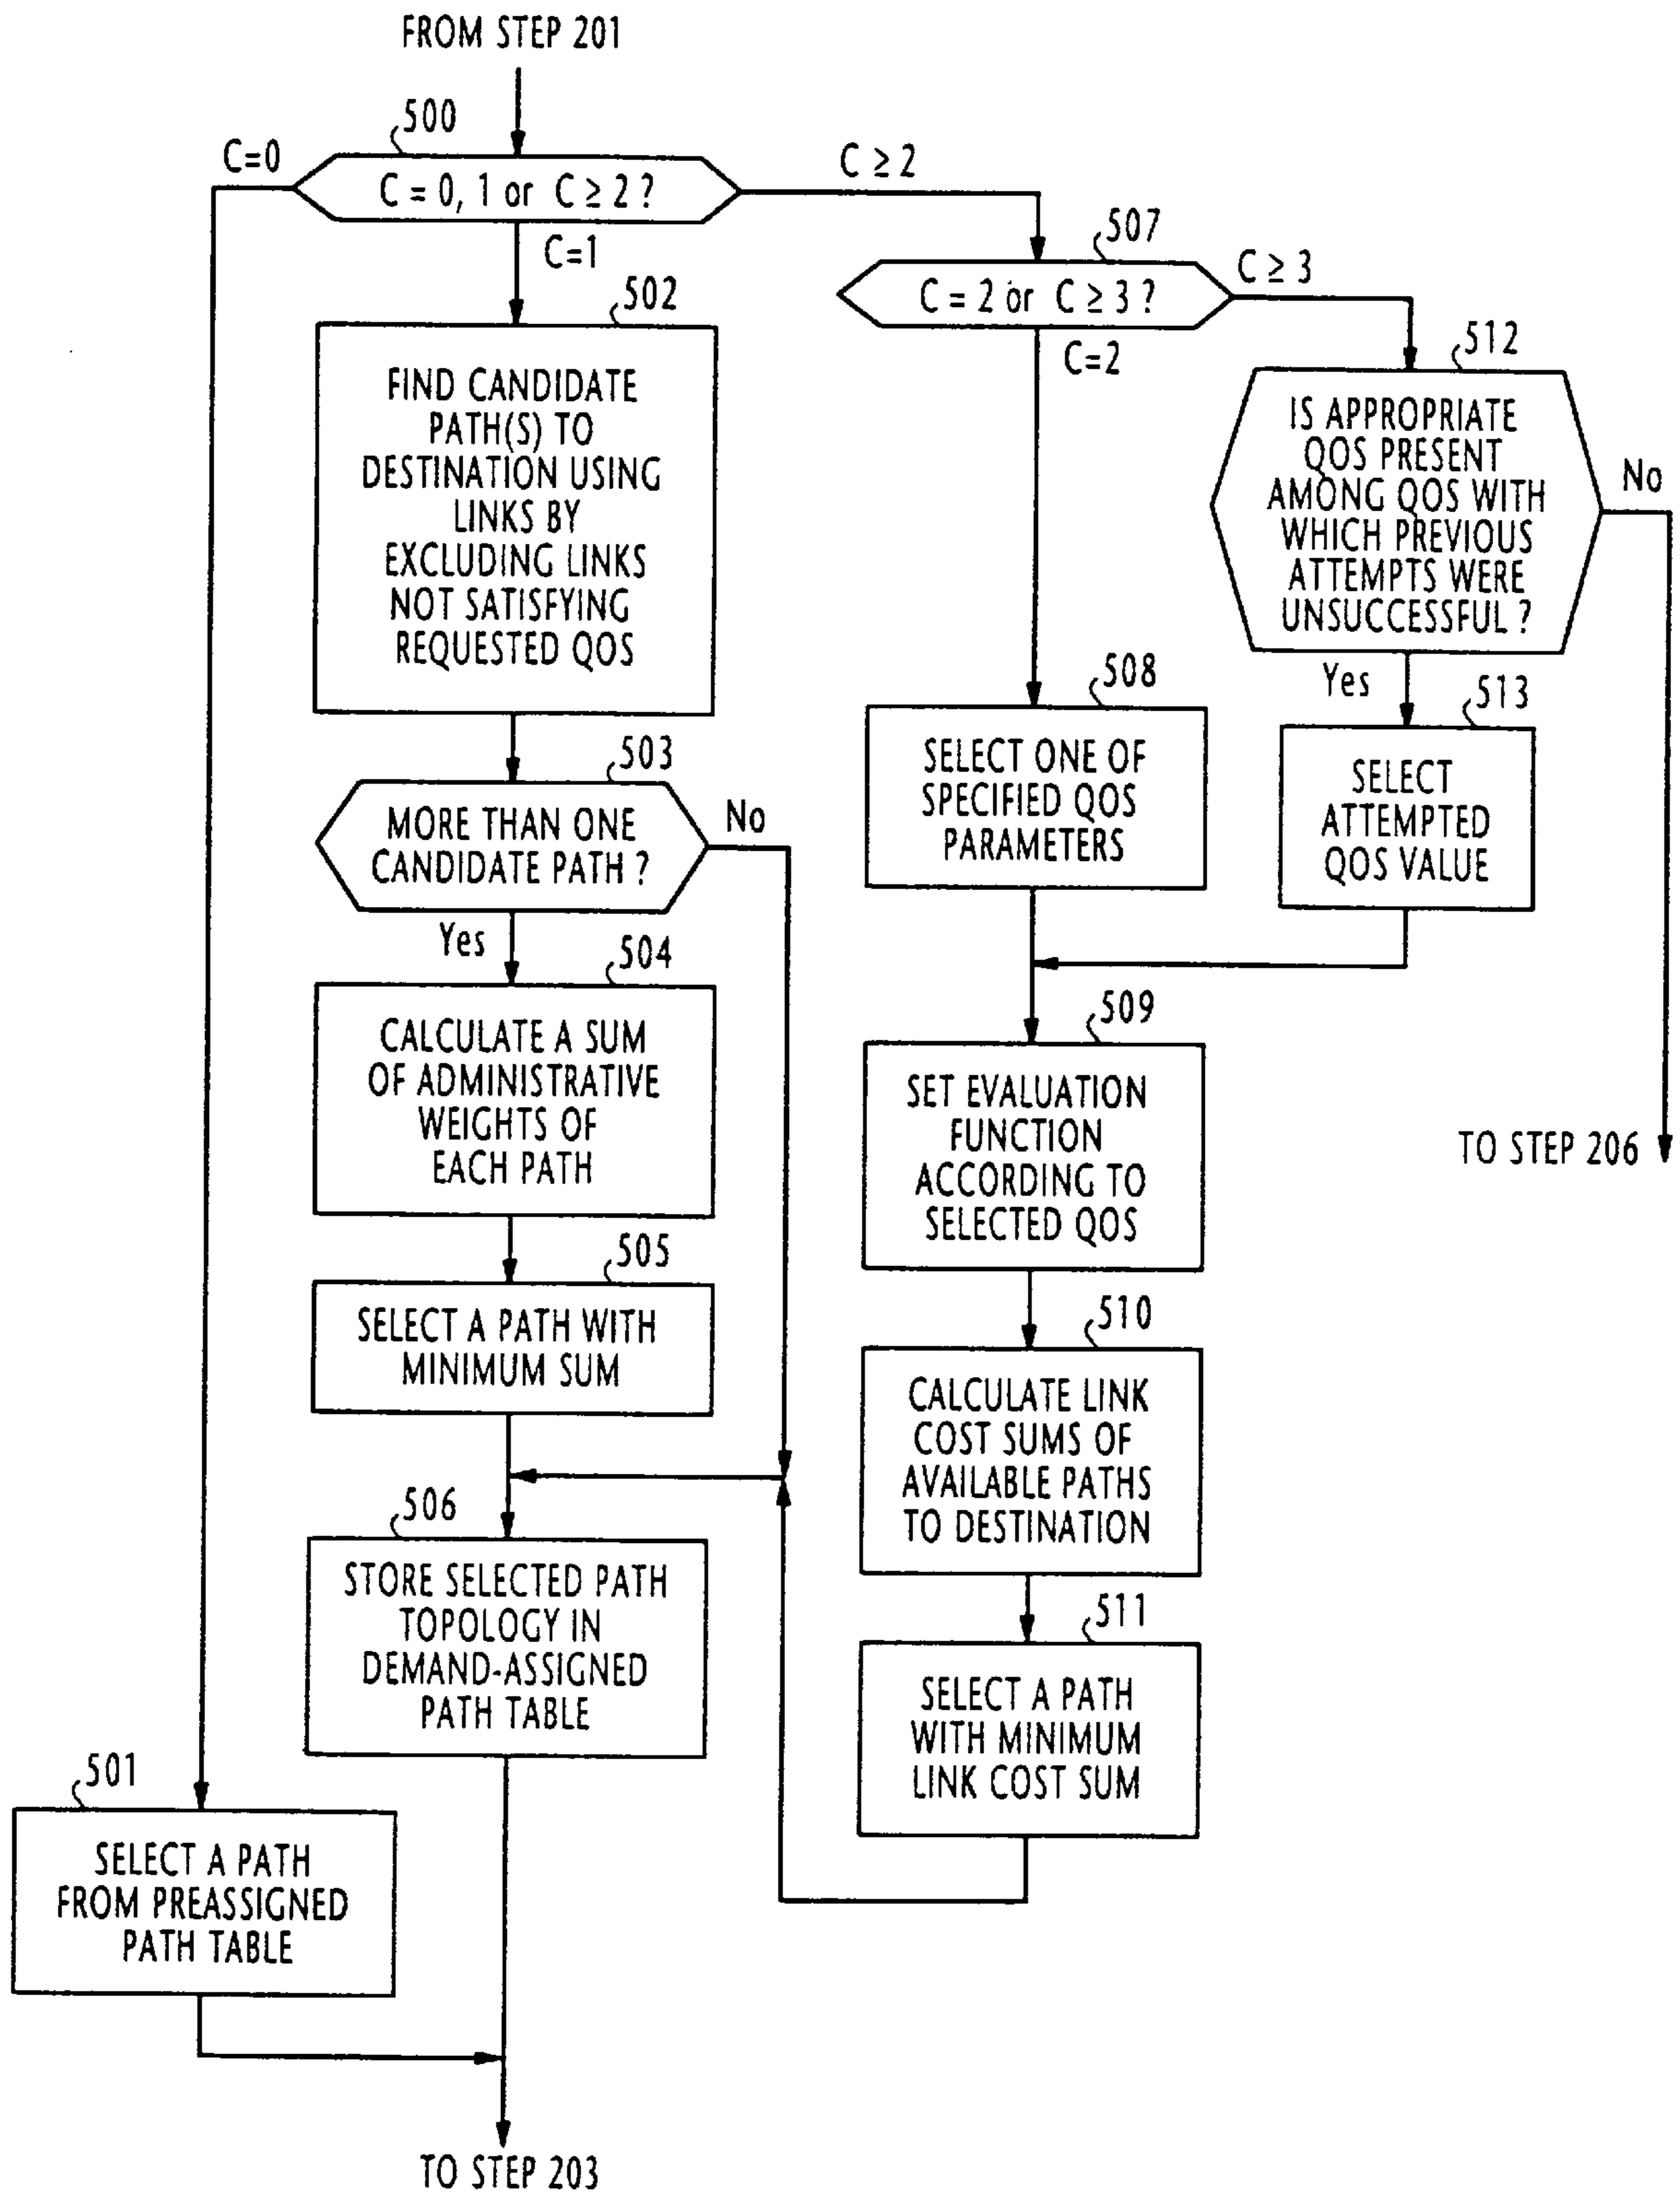 FROM STEP 201
500
C=0
C = 0, 1 or C ≥ 2 ?
C ≥ 2
C=1
507
C = 2 or C ≥ 3 ?
C ≥ 3
C=2
502
FIND CANDIDATE
PATH(S) TO
DESTINATION USING
LINKS BY
EXCLUDING LINKS
NOT SATISFYING
REQUESTED QOS
512
IS APPROPRIATE
QOS PRESENT
AMONG QOS WITH
WHICH PREVIOUS
ATTEMPTS WERE
UNSUCCESSFUL ?
No
Yes
503
MORE THAN ONE
CANDIDATE PATH ?
No
Yes
508
SELECT ONE OF
SPECIFIED QOS
PARAMETERS
513
SELECT
ATTEMPTED
QOS VALUE
504
CALCULATE A SUM
OF ADMINISTRATIVE
WEIGHTS OF
EACH PATH
509
SET EVALUATION
FUNCTION
ACCORDING TO
SELECTED QOS
TO STEP 206
505
SELECT A PATH WITH
MINIMUM SUM
510
CALCULATE LINK
COST SUMS OF
AVAILABLE PATHS
TO DESTINATION
506
STORE SELECTED PATH
TOPOLOGY IN
DEMAND-ASSIGNED
PATH TABLE
511
SELECT A PATH
WITH MINIMUM
LINK COST SUM
501
SELECT A PATH
FROM PREASSIGNED
PATH TABLE
TO STEP 203